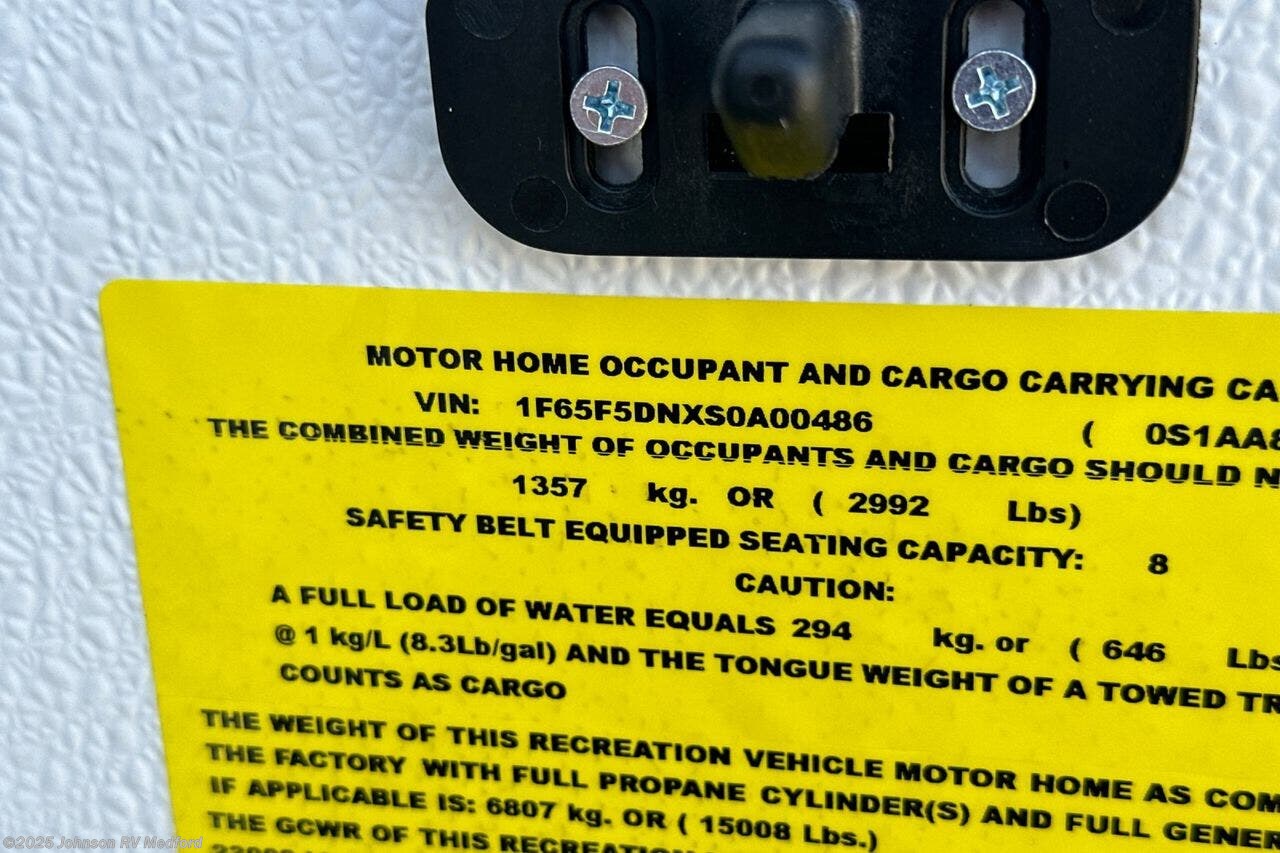 MOTOR HOME OCCUPANT AND CARGO CARRYING CA
VIN: 1F65F5DNXS0A00486 ( 0S1AA8
THE COMBINED WEIGHT OF OCCUPANTS AND CARGO SHOULD N
1357 kg. OR ( 2992 Lbs)
SAFETY BELT EQUIPPED SEATING CAPACITY: 8
CAUTION:
A FULL LOAD OF WATER EQUALS 294 kg. or ( 646 Lbs
@ 1 kg/L (8.3Lb/gal) AND THE TONGUE WEIGHT OF A TOWED TR
COUNTS AS CARGO
THE WEIGHT OF THIS RECREATION VEHICLE MOTOR HOME AS COM
THE FACTORY WITH FULL PROPANE CYLINDER(S) AND FULL GENER
IF APPLICABLE IS: 6807 kg. OR ( 15008 Lbs.)
THE GCWR OF THIS RECREATION
©2025 Johnson RV Medford